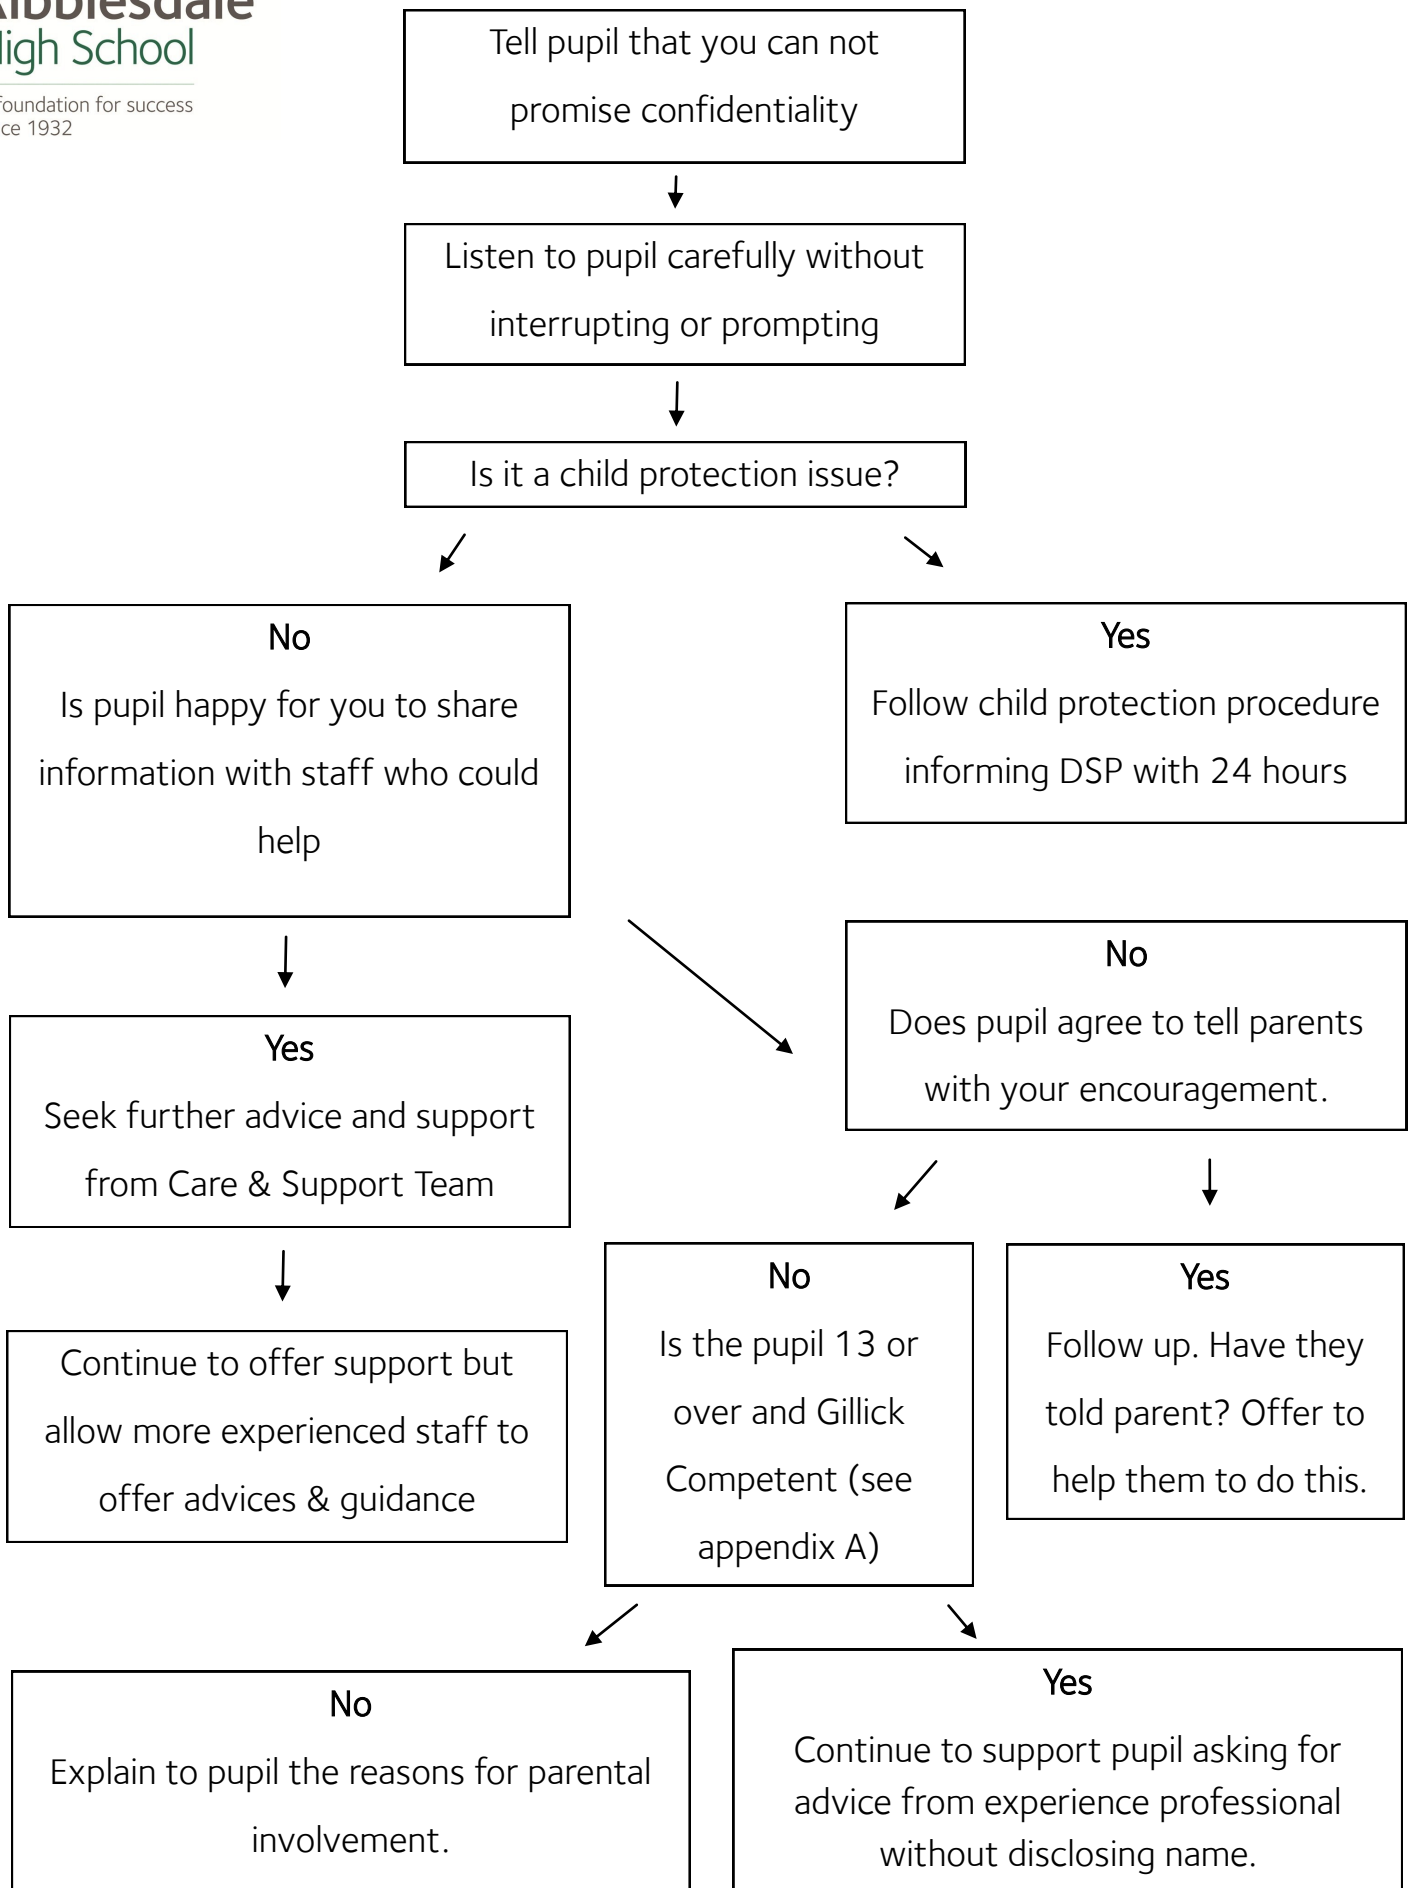 High School
foundation for success
since 1932
Tell pupil that you can not
promise confidentiality
Listen to pupil carefully without
interrupting or prompting
Is it a child protection issue?
No
Is pupil happy for you to share
information with staff who could
help
Yes
Follow child protection procedure
informing DSP with 24 hours
No
Does pupil agree to tell parents
with your encouragement.
Yes
Seek further advice and support
from Care & Support Team
No
Is the pupil 13 or
over and Gillick
Competent (see
appendix A)
Yes
Follow up. Have they
told parent? Offer to
help them to do this.
Continue to offer support but
allow more experienced staff to
offer advices & guidance
No
Explain to pupil the reasons for parental
involvement.
Yes
Continue to support pupil asking for
advice from experience professional
without disclosing name.